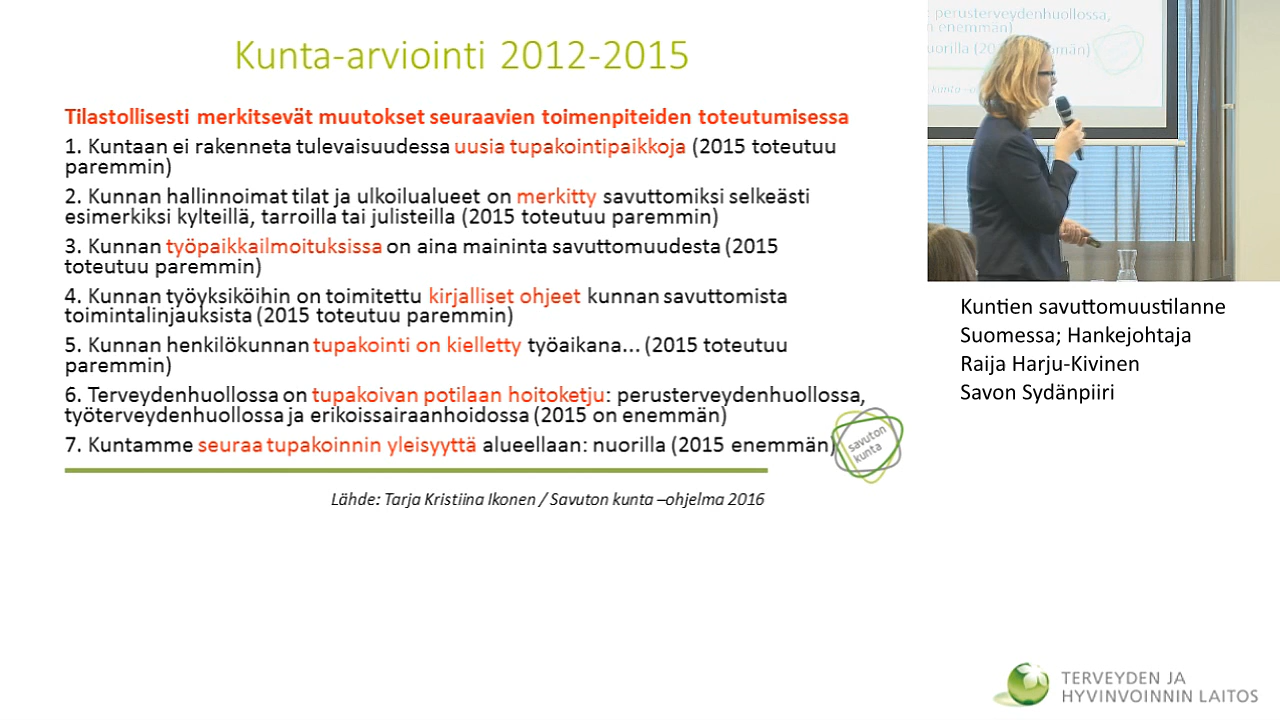 Kunta-arviointi 2012-2015
Tilastollisesti merkitsevät muutokset seuraavien toimenpiteiden toteutumisessa
1. Kuntaan ei rakenneta tulevaisuudessa uusia tupakointipaikkoja (2015 toteutuu
paremmin)
2. Kunnan hallinnoimat tilat ja ulkoilualueet on merkitty savuttomiksi selkeästi
esimerkiksi kylteillä, tarroilla tai julisteilla (2015 toteutuu paremmin)
3. Kunnan työpaikkailmoituksissa on aina maininta savuttomuudesta (2015
toteutuu paremmin)
4. Kunnan työyksiköihin on toimitettu kirjalliset ohjeet kunnan savuttomista
toimintalinjauksista (2015 toteutuu paremmin)
5. Kunnan henkilökunnan tupakointi on kielletty työaikana... (2015 toteutuu
paremmin)
6. Terveydenhuollossa on tupakoivan potilaan hoitoketju: perusterveydenhuollossa,
työterveydenhuollossa ja erikoissairaanhoidossa (2015 on enemmän)
7. Kuntamme seuraa tupakoinnin yleisyyttä alueellaan: nuorilla (2015 enemmän)
savuton
kunta
Lähde: Tarja Kristiina Ikonen / Savuton kunta –ohjelma 2016
: perusterveydenhuollossa,
enemmän)
(20 mmän)
Kuntien savuttomuustilanne
Suomessa; Hankejohtaja
Raija Harju-Kivinen
Savon Sydänpiiri
TERVEYDEN JA
HYVINVOINNIN LAITOS